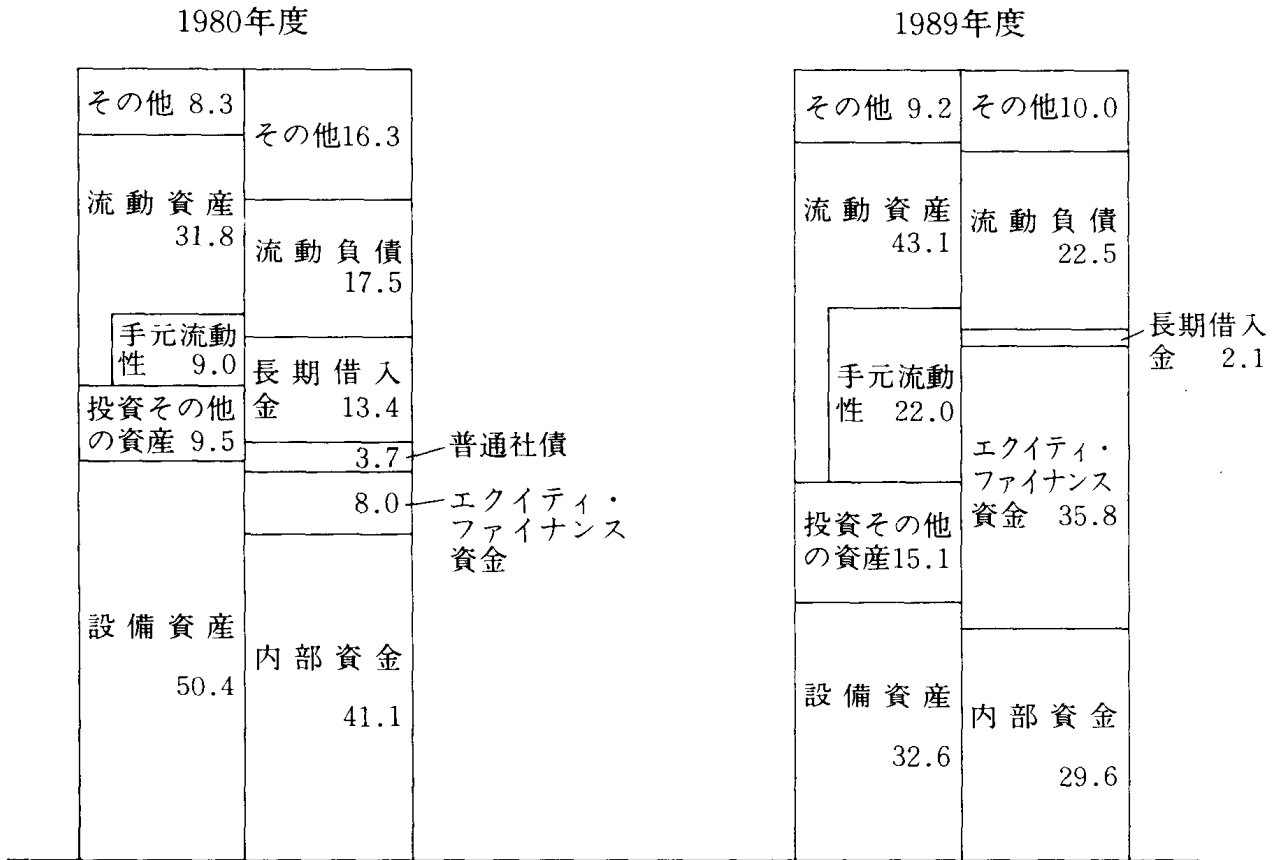 1980年度
その他 8.3
流動資産
31.8
手元流動
性 9.0
投資その他
の資産 9.5
設備資産
50.4
その他16.3
流動負債
17.5
長期借入
金 13.4
3.7
普通社債
8.0
エクイティ・
ファイナンス
資金
内部資金
41.1
1989年度
その他 9.2
流動資産
43.1
手元流動
性 22.0
投資その他
の資産15.1
設備資産
32.6
その他10.0
流動負債
22.5
長期借入
金 2.1
エクイティ・
ファイナンス
資金 35.8
内部資金
29.6